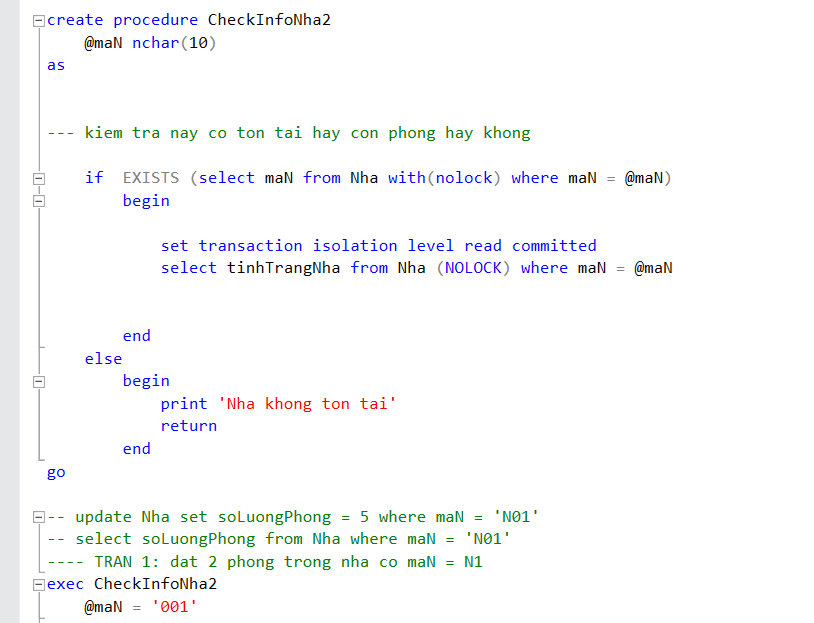 create procedure CheckInfoNha2
@maN nchar(10)
as
--- kiem tra nay co ton tai hay con phong hay khong
if  EXISTS (select maN from Nha with(nolock) where maN = @maN)
begin
set transaction isolation level read committed
select tinhTrangNha from Nha (NOLOCK) where maN = @maN
end
else
begin
print 'Nha khong ton tai'
return
end
go
-- update Nha set soLuongPhong = 5 where maN = 'N01'
-- select soLuongPhong from Nha where maN = 'N01'
---- TRAN 1: dat 2 phong trong nha co maN = N1
exec CheckInfoNha2
@maN = '001'